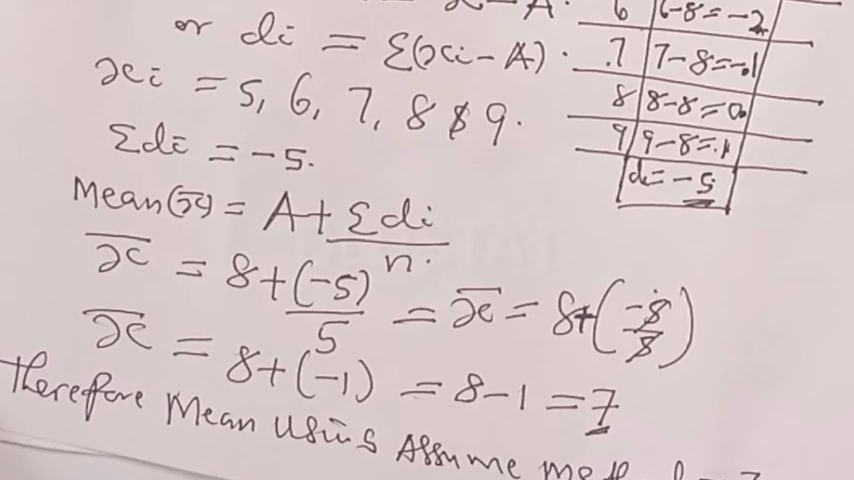 6 6-8=-2
or di = Σ(xi-A).
7 7-8=-1
xi = 5, 6, 7, 8 $ 9.
8 8-8=0
Σdi = -5.
9 9-8=1
di=-5
Mean(x̄) = A+Σdi/n.
x̄ = 8+(-5)/5 = x̄ = 8+(-5/5)
x̄ = 8+(-1) = 8-1=7
Therefore Mean Using Assume